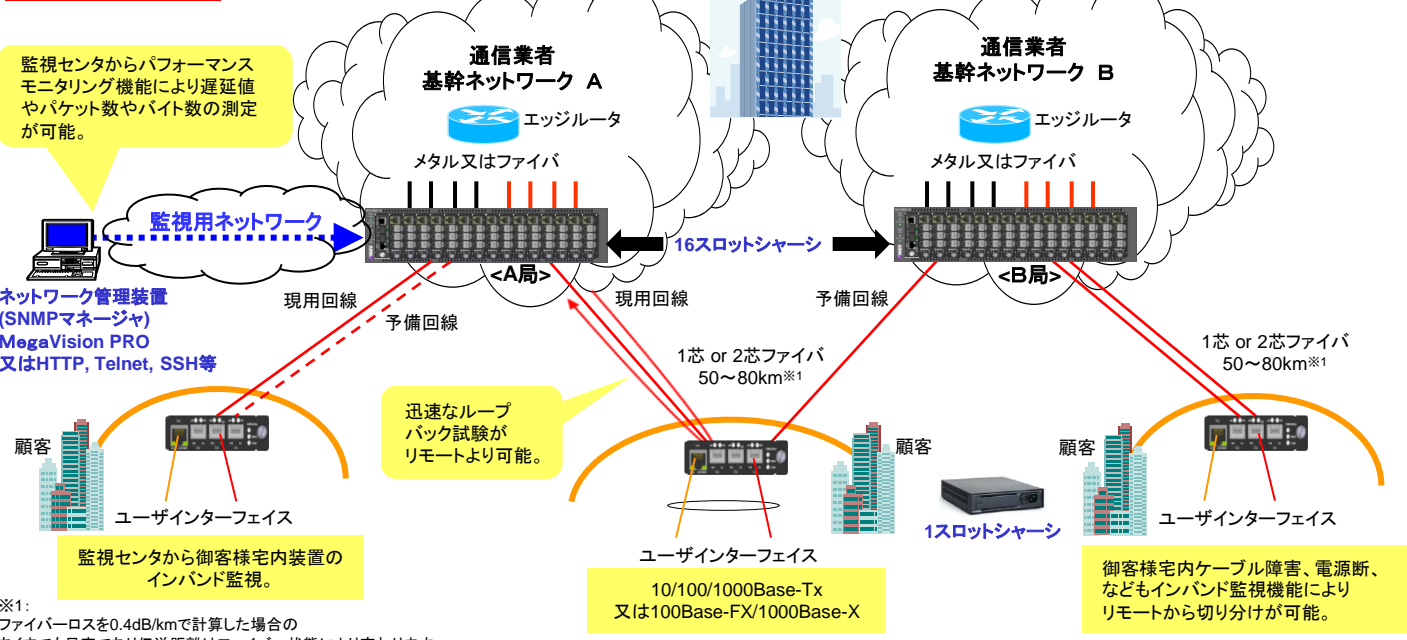 監視センタからパフォーマンス
モニタリング機能により遅延値
やパケット数やバイト数の測定
が可能。
通信業者
基幹ネットワーク A
エッジルータ
メタル又はファイバ
通信業者
基幹ネットワーク B
エッジルータ
メタル又はファイバ
監視用ネットワーク
16スロットシャーシ
<A局>
<B局>
ネットワーク管理装置
(SNMPマネージャ)
MegaVision PRO
又はHTTP, Telnet, SSH等
現用回線
予備回線
現用回線
予備回線
1芯 or 2芯ファイバ
50～80km※1
1芯 or 2芯ファイバ
50～80km※1
迅速なループ
バック試験が
リモートより可能。
顧客
顧客
顧客
1スロットシャーシ
ユーザインターフェイス
ユーザインターフェイス
ユーザインターフェイス
監視センタから御客様宅内装置の
インバンド監視。
10/100/1000Base-Tx
又は100Base-FX/1000Base-X
御客様宅内ケーブル障害、電源断、
などもインバンド監視機能により
リモートから切り分けが可能。
※1:
ファイバーロスを0.4dB/kmで計算した場合の